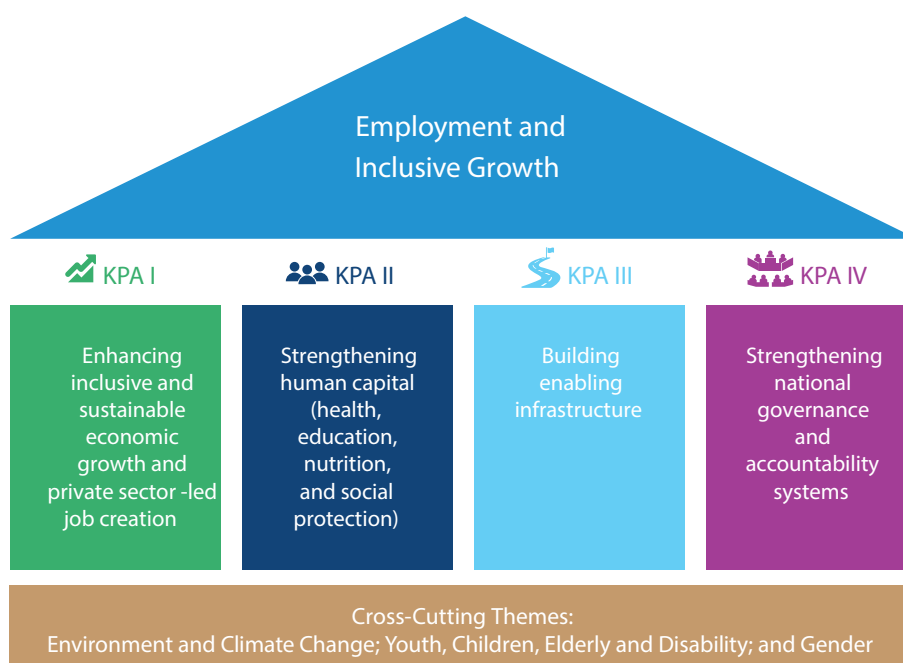 Employment and
Inclusive Growth
KPA I
KPA II
KPA III
KPA IV
Enhancing
inclusive and
sustainable
economic
growth and
private sector -led
job creation
Strengthening
human capital
(health,
education,
nutrition,
and social
protection)
Building
enabling
infrastructure
Strengthening
national
governance
and
accountability
systems
Cross-Cutting Themes:
Environment and Climate Change; Youth, Children, Elderly and Disability; and Gender